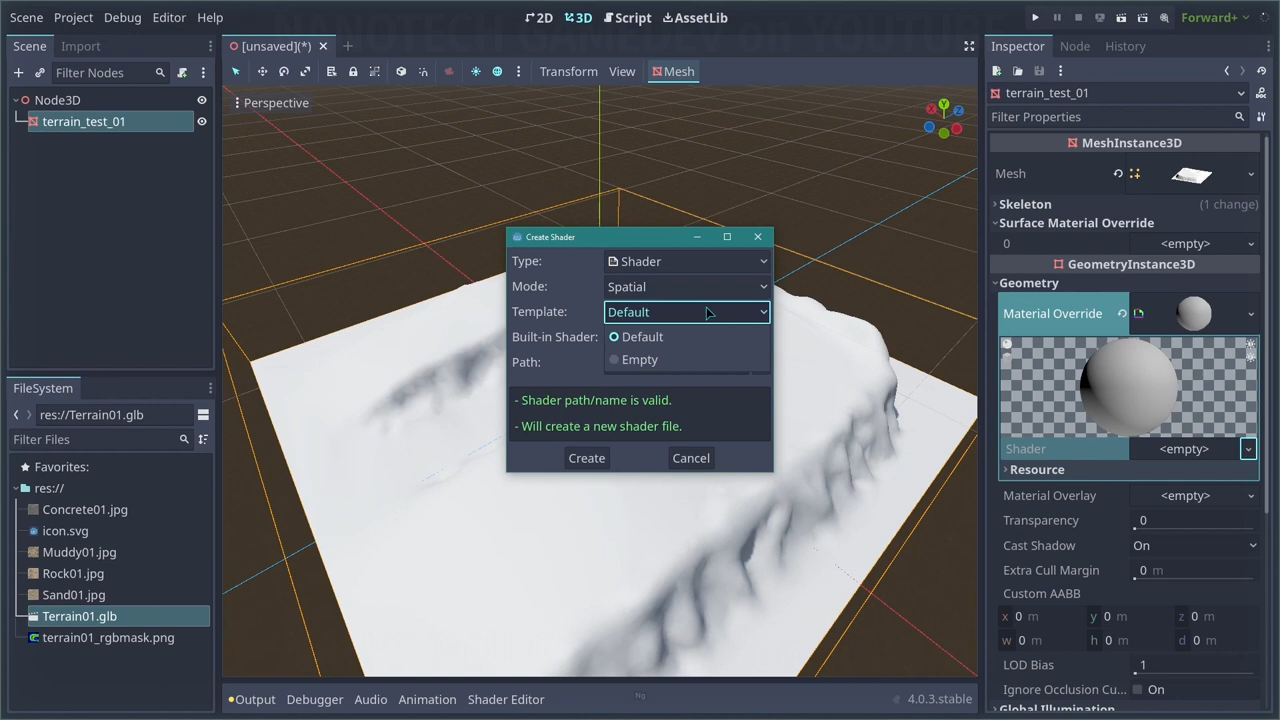 Scene Project Debug Editor Help
2D 3D Script AssetLib
Forward+
Scene Import
Filter Nodes
Node3D
terrain_test_01
[unsaved](*)
Transform View Mesh
Perspective
X Y Z
Create Shader
Type: Shader
Mode: Spatial
Template: Default
Built-in Shader: Default
Path: Empty
- Shader path/name is valid.
- Will create a new shader file.
Create Cancel
FileSystem
res://Terrain01.glb
Filter Files
Favorites:
res://
Concrete01.jpg
icon.svg
Muddy01.jpg
Rock01.jpg
Sand01.jpg
Terrain01.glb
terrain01_rgbmask.png
Output Debugger Audio Animation Shader Editor
4.0.3.stable
Inspector Node History
terrain_test_01
Filter Properties
MeshInstance3D
Mesh
Skeleton (1 change)
Surface Material Override
0 <empty>
GeometryInstance3D
Geometry
Material Override
Shader <empty>
Resource
Material Overlay <empty>
Transparency 0
Cast Shadow On
Extra Cull Margin 0 m
Custom AABB
x 0 m y 0 m z 0 m
w 0 m h 0 m d 0 m
LOD Bias 1
Ignore Occlusion Cu... On
Global Illumination